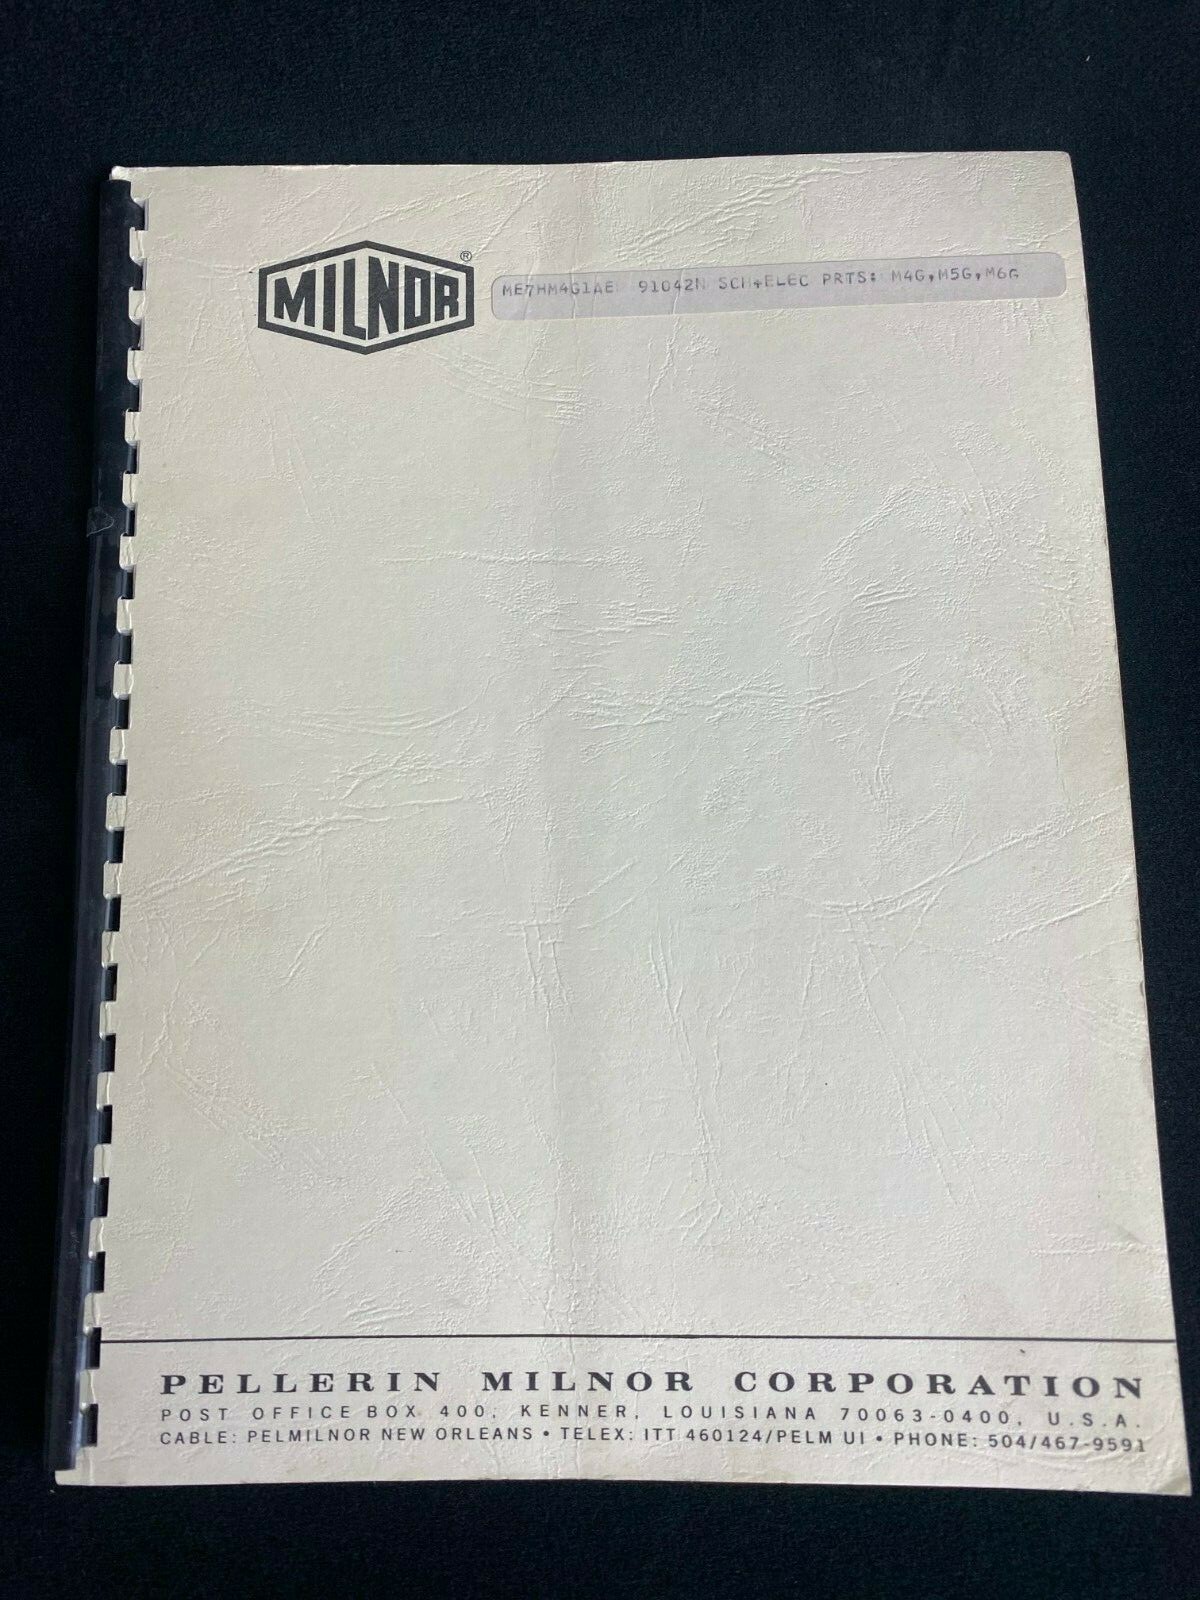 MILNOR®
ME7HM4G1AE 91042N SCH+ELEC PRTS: M4G,M5G,M6G
PELLERIN MILNOR CORPORATION
POST OFFICE BOX 400, KENNER, LOUISIANA 70063-0400, U.S.A.
CABLE: PELMILNOR NEW ORLEANS • TELEX: ITT 460124/PELM UI • PHONE: 504/467-9591